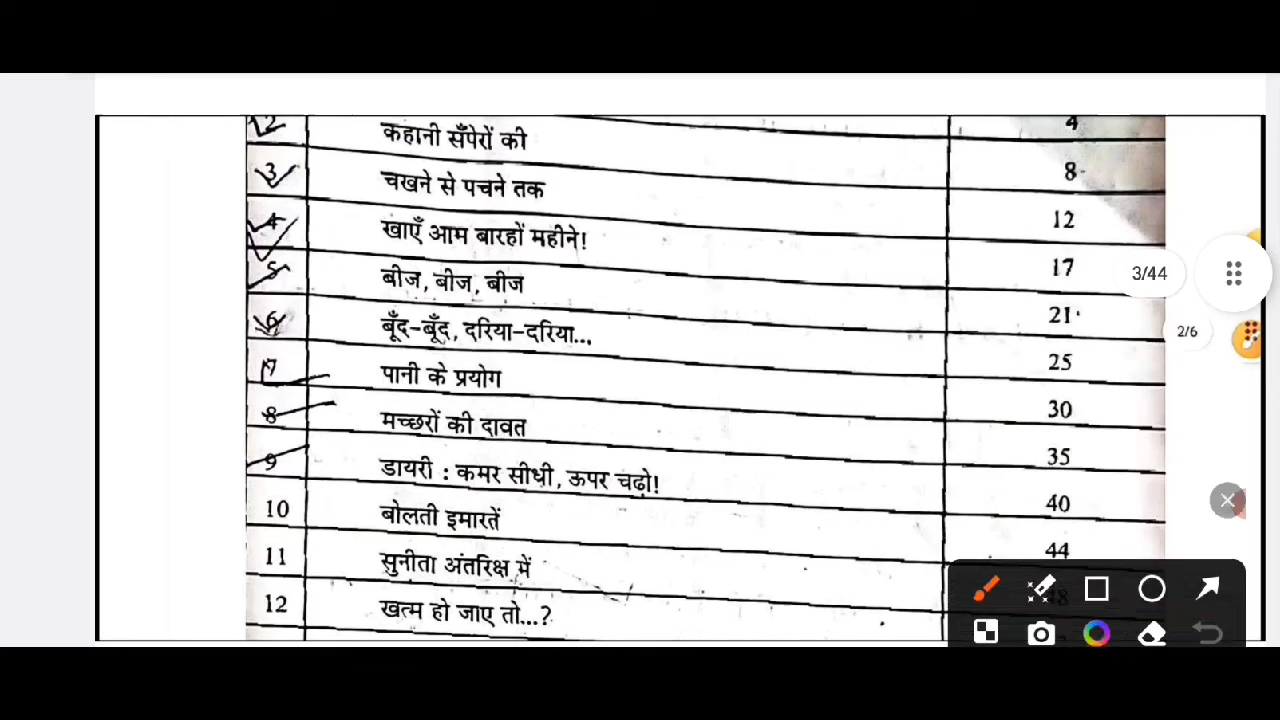 4
2 कहानी सँपेरों की 8
3 चखने से पचने तक 12
4 खाएँ आम बारहों महीने! 17
5 बीज, बीज, बीज 21
6 बूँद-बूँद, दरिया-दरिया... 25
7 पानी के प्रयोग 30
8 मच्छरों की दावत 35
9 डायरी : कमर सीधी, ऊपर चढ़ो! 40
10 बोलती इमारतें 44
11 सुनीता अंतरिक्ष में 48
12 खत्म हो जाए तो...?
3/44
2/6